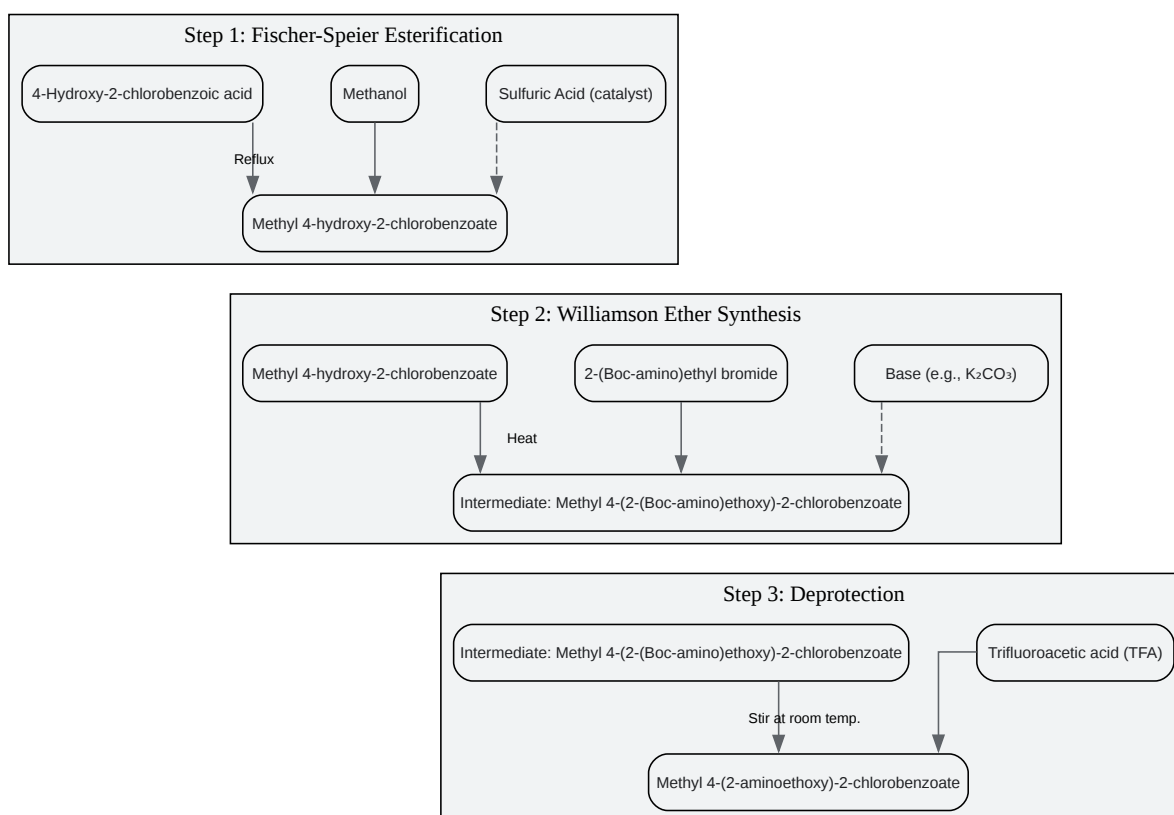 Step 1: Fischer-Speier Esterification
4-Hydroxy-2-chlorobenzoic acid
Methanol
Sulfuric Acid (catalyst)
Reflux
Methyl 4-hydroxy-2-chlorobenzoate
Step 2: Williamson Ether Synthesis
Methyl 4-hydroxy-2-chlorobenzoate
2-(Boc-amino)ethyl bromide
Base (e.g., K₂CO₃)
Heat
Intermediate: Methyl 4-(2-(Boc-amino)ethoxy)-2-chlorobenzoate
Step 3: Deprotection
Intermediate: Methyl 4-(2-(Boc-amino)ethoxy)-2-chlorobenzoate
Trifluoroacetic acid (TFA)
Stir at room temp.
Methyl 4-(2-aminoethoxy)-2-chlorobenzoate